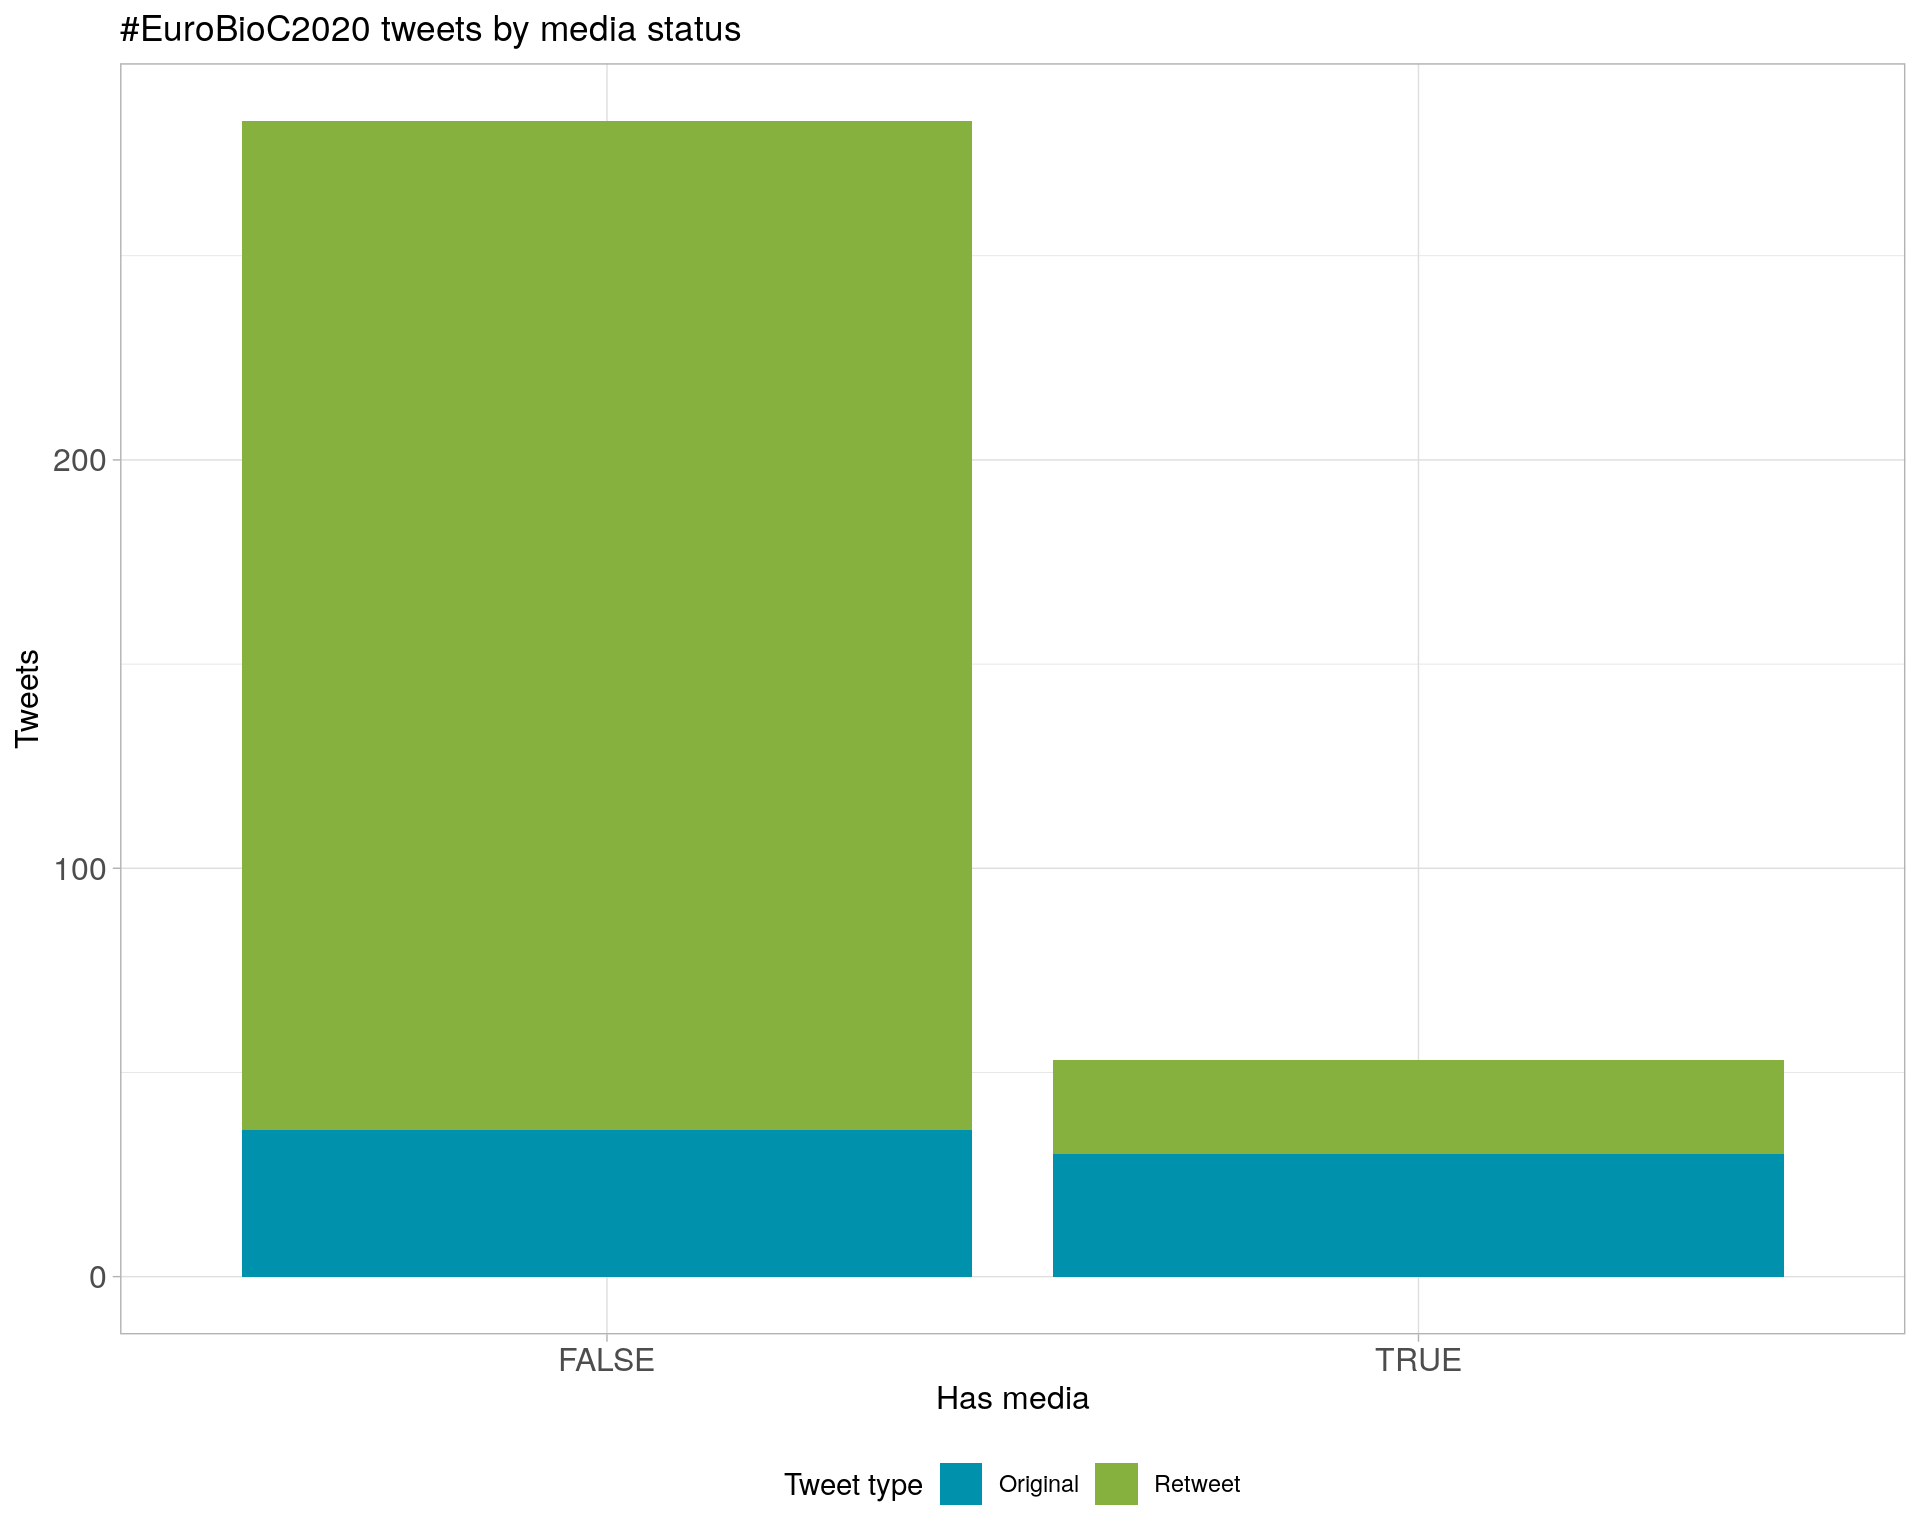 #EuroBioC2020 tweets by media status
200
100
0
Tweets
FALSE
TRUE
Has media
Tweet type
Original
Retweet